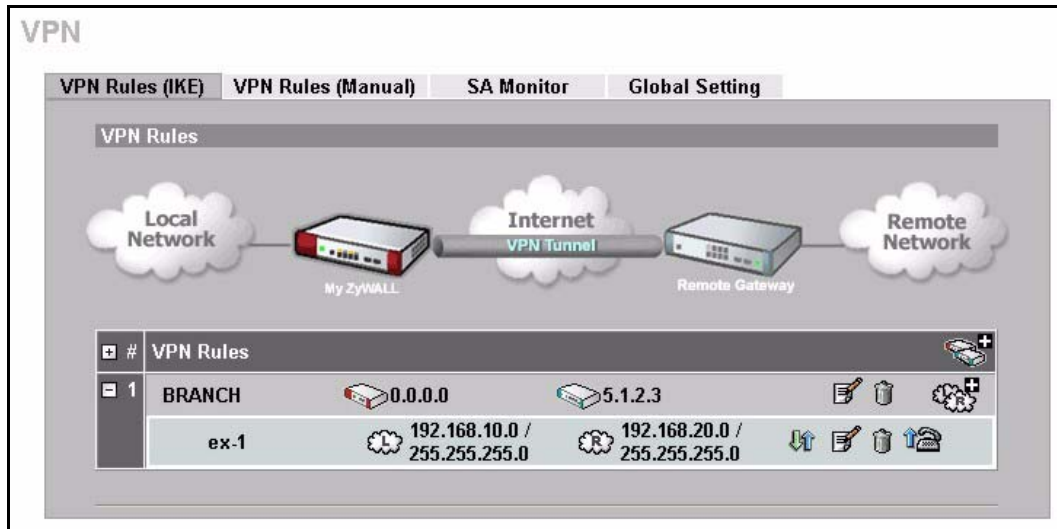 VPN
VPN Rules (IKE) VPN Rules (Manual) SA Monitor Global Setting
VPN Rules
Local
Network
Internet
VPN Tunnel
Remote
Network
My ZyWALL
Remote Gateway
# VPN Rules
1 BRANCH 0.0.0.0 5.1.2.3
L R
ex-1 L 192.168.10.0 / R 192.168.20.0 /
255.255.255.0 255.255.255.0